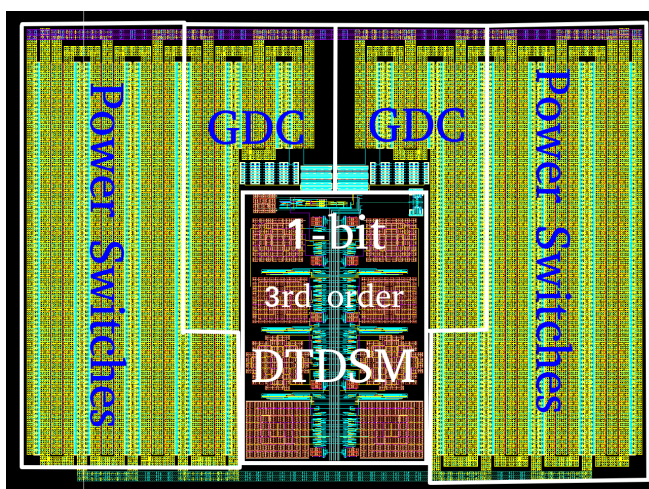 Power Switches
GDC
GDC
Power Switches
1-bit
3rd order
DTDSM